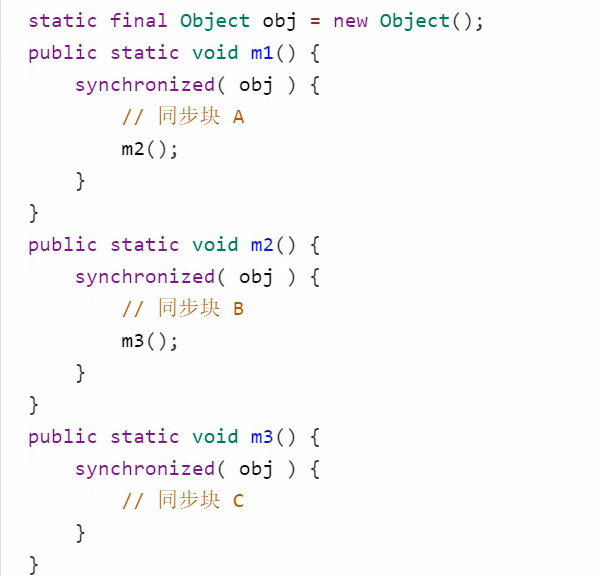 static final Object obj = new Object();
public static void m1() {
    synchronized( obj ) {
        // 同步块 A
        m2();
    }
}
public static void m2() {
    synchronized( obj ) {
        // 同步块 B
        m3();
    }
}
public static void m3() {
    synchronized( obj ) {
        // 同步块 C
    }
}